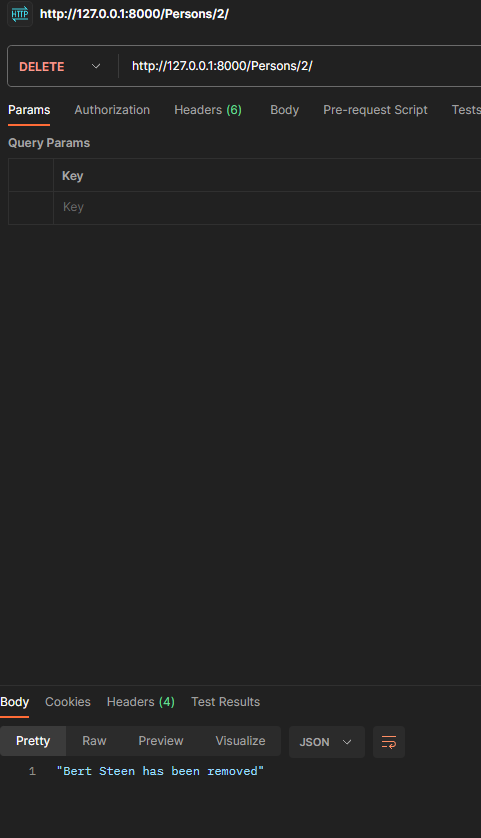 HTTP http://127.0.0.1:8000/Persons/2/
DELETE http://127.0.0.1:8000/Persons/2/
Params Authorization Headers (6) Body Pre-request Script Tests
Query Params
Key
Key
Body Cookies Headers (4) Test Results
Pretty Raw Preview Visualize JSON
1 "Bert Steen has been removed"